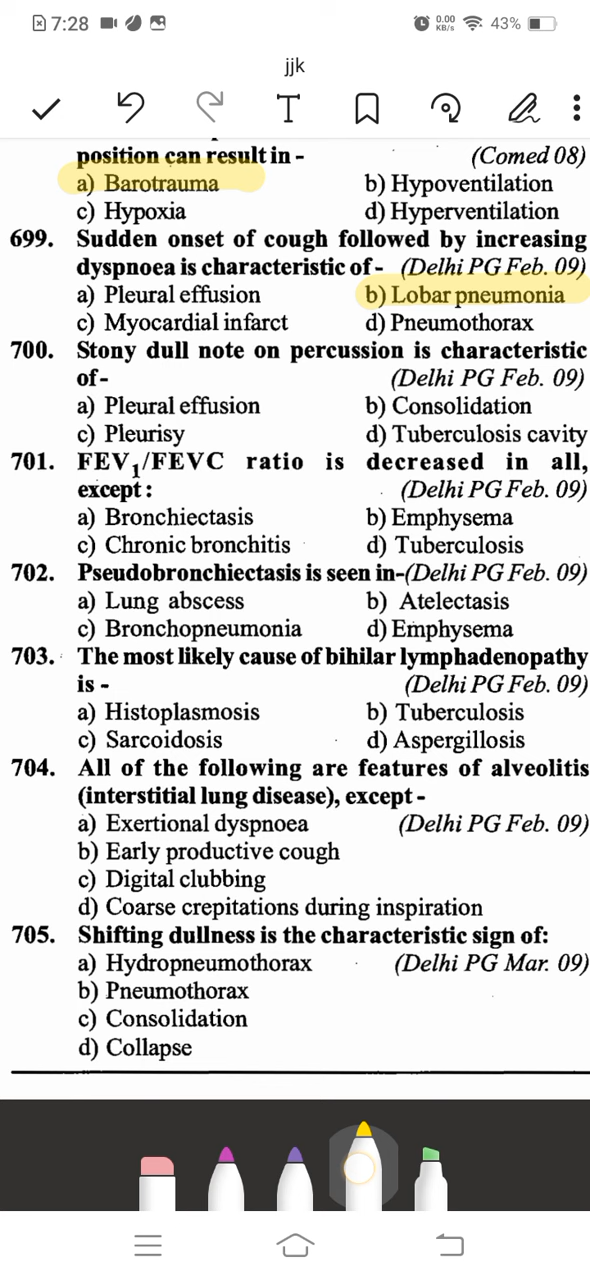 7:28
0.00
KB/s
43%
jjk
T
position can result in - (Comed 08)
a) Barotrauma b) Hypoventilation
c) Hypoxia d) Hyperventilation
699. Sudden onset of cough followed by increasing
dyspnoea is characteristic of - (Delhi PG Feb. 09)
a) Pleural effusion b) Lobar pneumonia
c) Myocardial infarct d) Pneumothorax
700. Stony dull note on percussion is characteristic
of - (Delhi PG Feb. 09)
a) Pleural effusion b) Consolidation
c) Pleurisy d) Tuberculosis cavity
701. FEV₁/FEVC ratio is decreased in all,
except : (Delhi PG Feb. 09)
a) Bronchiectasis b) Emphysema
c) Chronic bronchitis d) Tuberculosis
702. Pseudobronchiectasis is seen in-(Delhi PG Feb. 09)
a) Lung abscess b) Atelectasis
c) Bronchopneumonia d) Emphysema
703. The most likely cause of bihilar lymphadenopathy
is - (Delhi PG Feb. 09)
a) Histoplasmosis b) Tuberculosis
c) Sarcoidosis d) Aspergillosis
704. All of the following are features of alveolitis
(interstitial lung disease), except -
a) Exertional dyspnoea (Delhi PG Feb. 09)
b) Early productive cough
c) Digital clubbing
d) Coarse crepitations during inspiration
705. Shifting dullness is the characteristic sign of:
a) Hydropneumothorax (Delhi PG Mar. 09)
b) Pneumothorax
c) Consolidation
d) Collapse